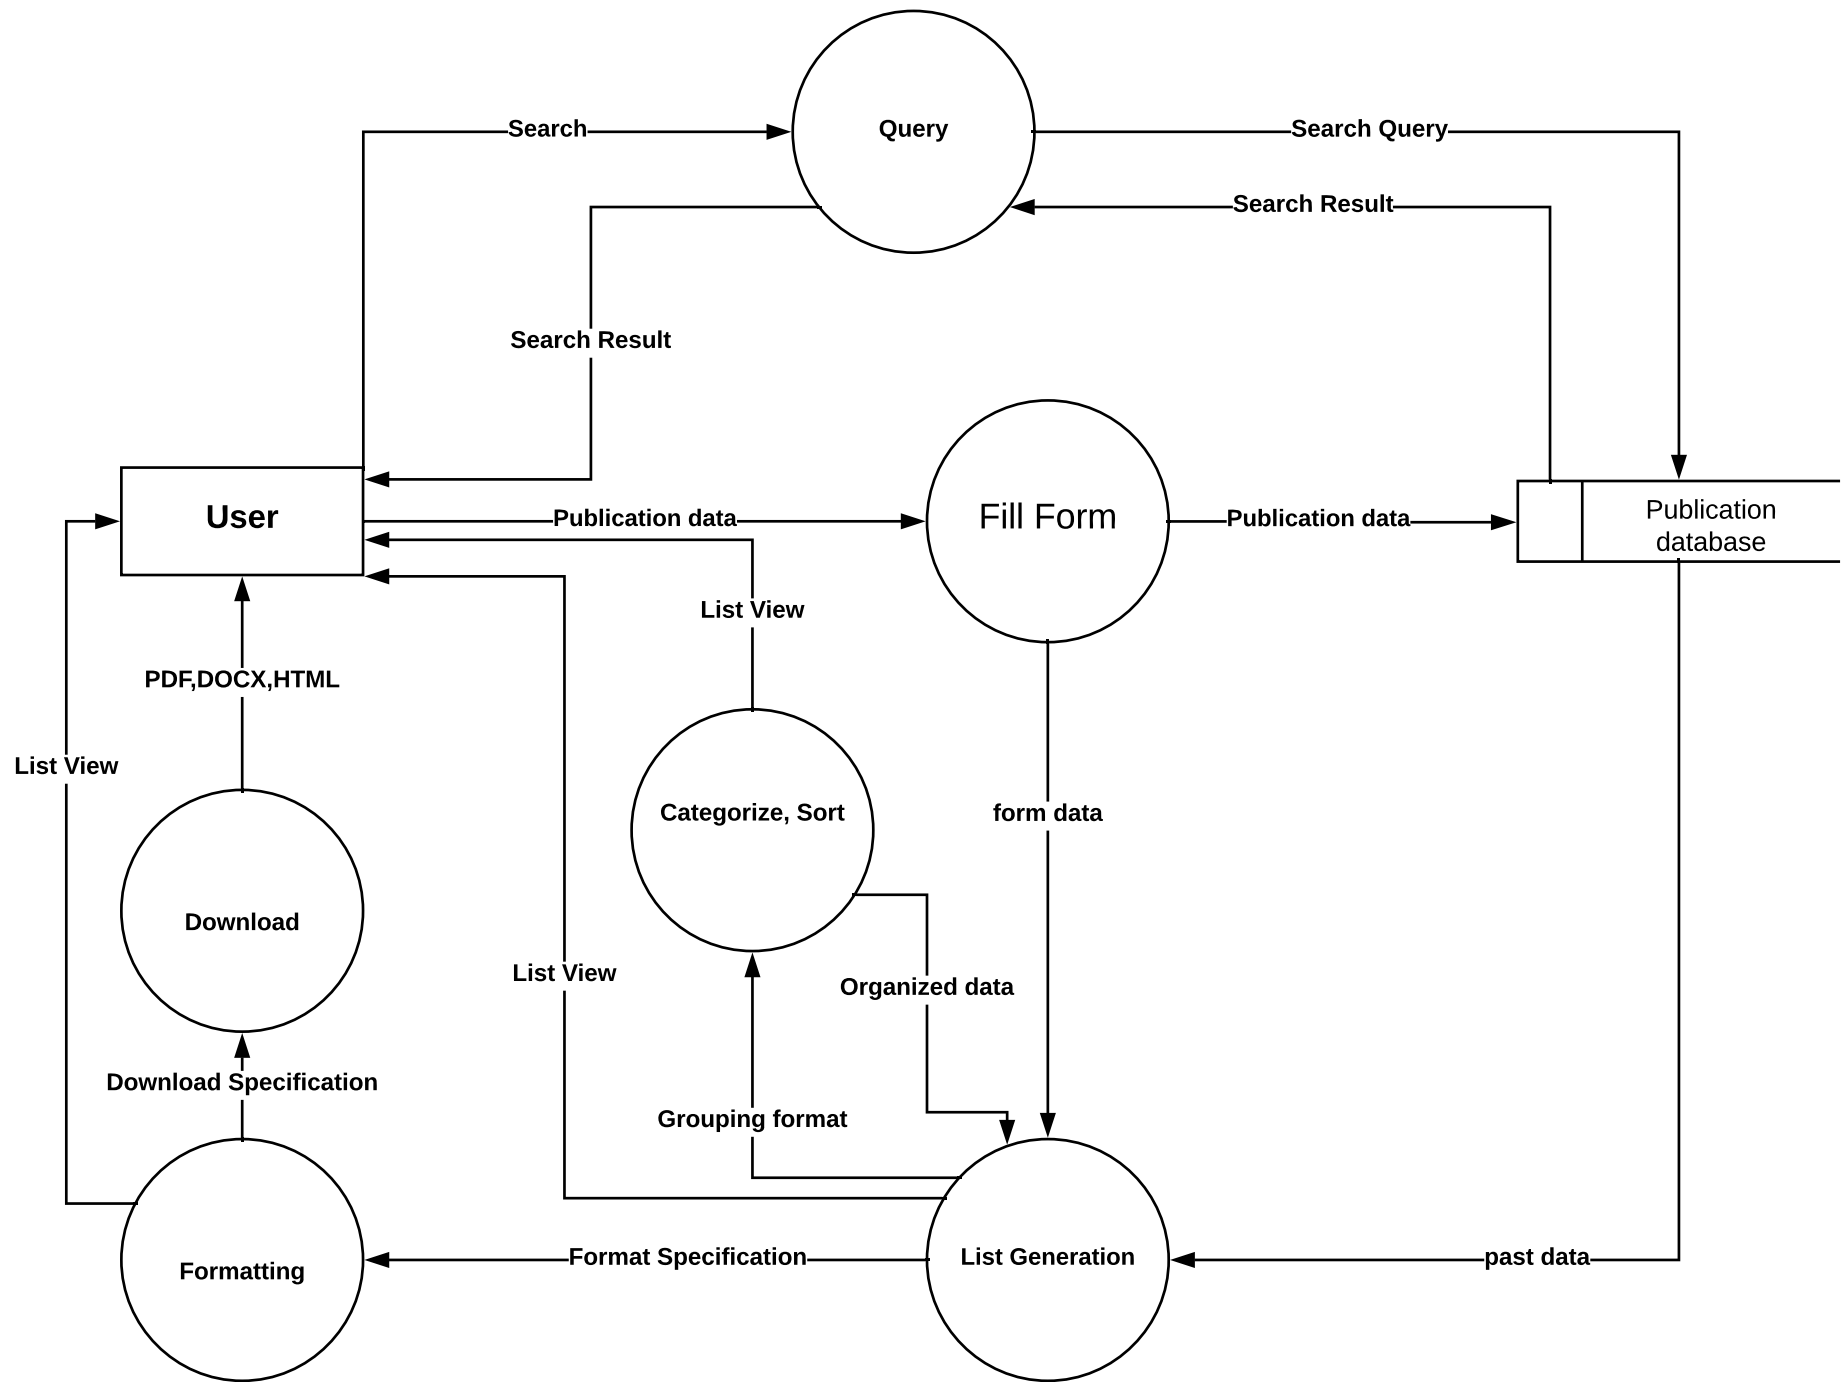 Query
Search
Search Query
Search Result
Search Result
User
Publication data
Fill Form
Publication data
Publication
database
List View
PDF,DOCX,HTML
List View
Categorize, Sort
form data
Download
List View
Organized data
Download Specification
Grouping format
Formatting
Format Specification
List Generation
past data